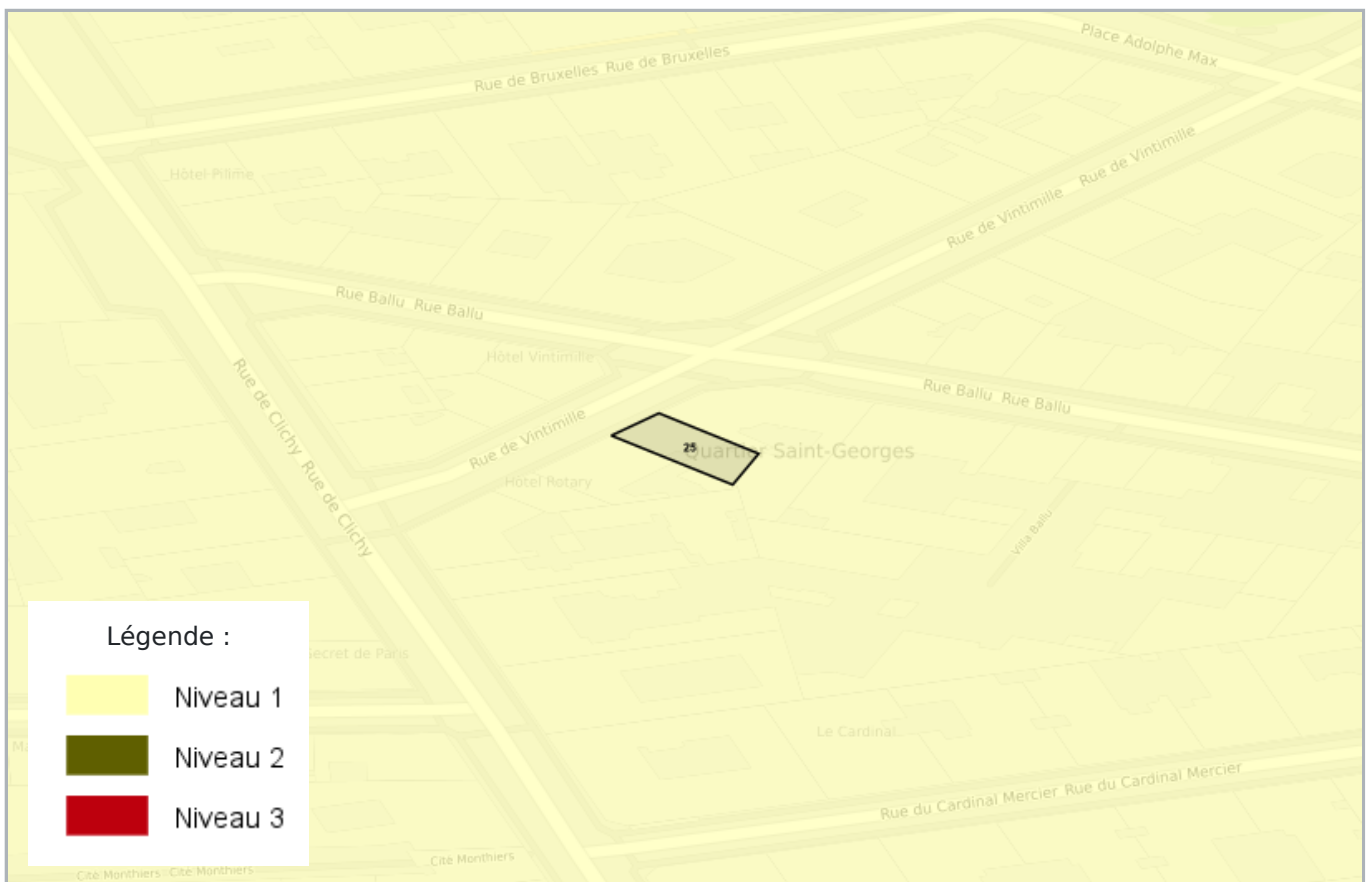 Place Adolphe Max
Rue de Bruxelles Rue de Bruxelles
Rue de Vintimille Rue de Vintimille
Hôtel Pilime
Rue Ballu Rue Ballu
Hôtel Vintimille
Rue de Clichy Rue de Clichy
Rue Ballu Rue Ballu
Rue de Vintimille
25
Quartier Saint-Georges
Hôtel Rotary
Villa Ballu
Légende :
Secret de Paris
Niveau 1
Niveau 2
Niveau 3
Le Cardinal
Rue du Cardinal Mercier Rue du Cardinal Mercier
Cité Monthiers
Cité Monthiers Cité Monthiers